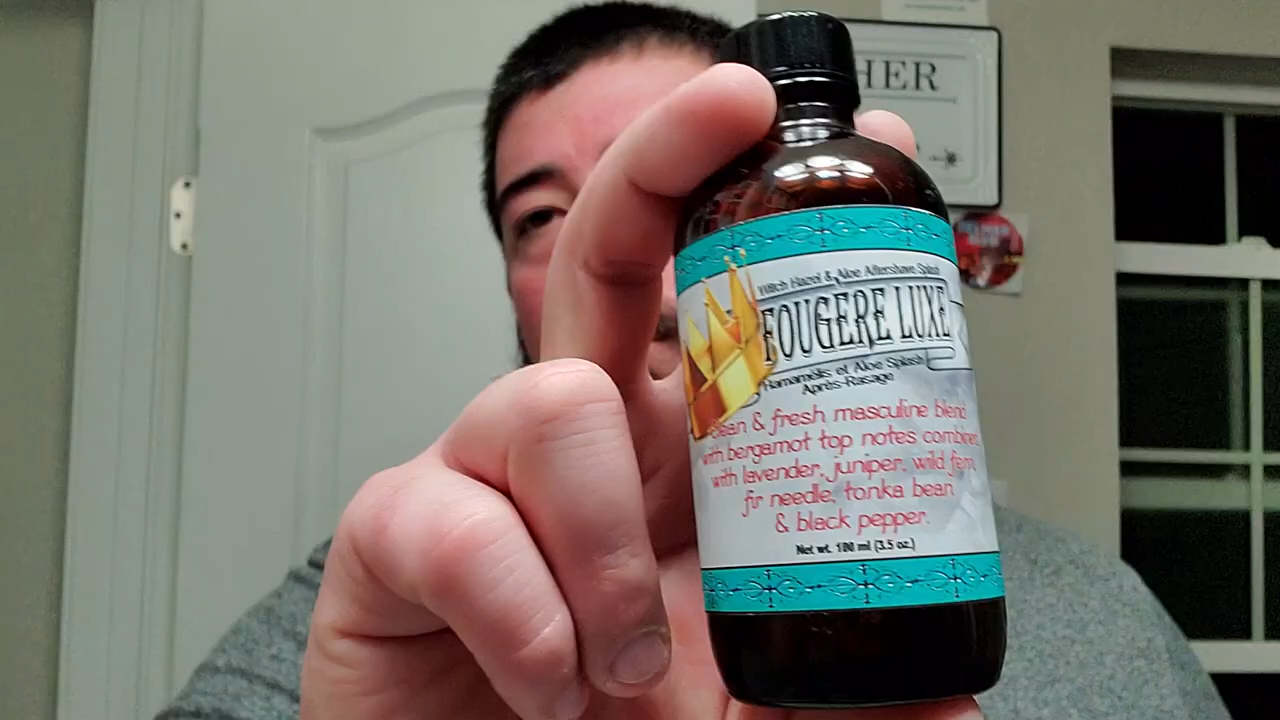 HER
Witch Hazel & Aloe Aftershave Splash
FOUGERE LUXE
Hamamélis et Aloe Splash
Après-Rasage
clean & fresh masculine blend
with bergamot top notes combined
with lavender, juniper, wild fern,
fir needle, tonka bean
& black pepper.
Net wt. 100 ml (3.5 oz.)